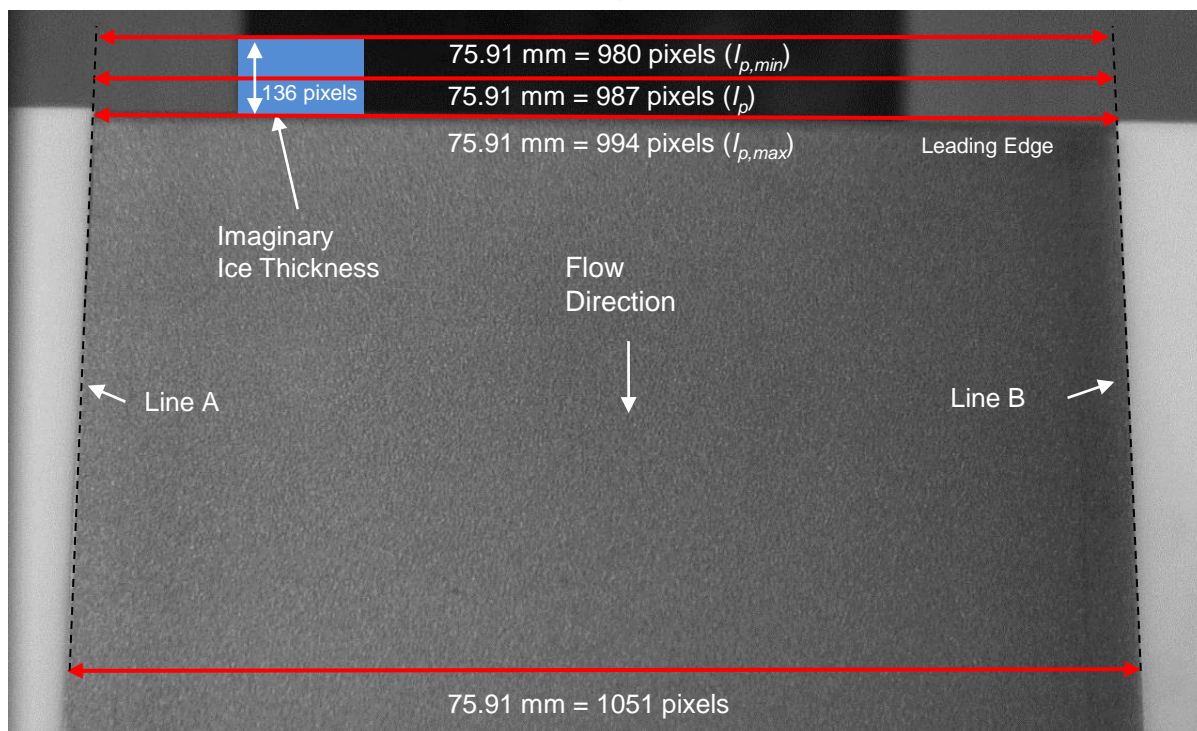 75.91 mm = 980 pixels (lp,min)
136 pixels
75.91 mm = 987 pixels (lp)
75.91 mm = 994 pixels (lp,max)
Leading Edge
Imaginary
Ice Thickness
Flow
Direction
Line A
Line B
75.91 mm = 1051 pixels